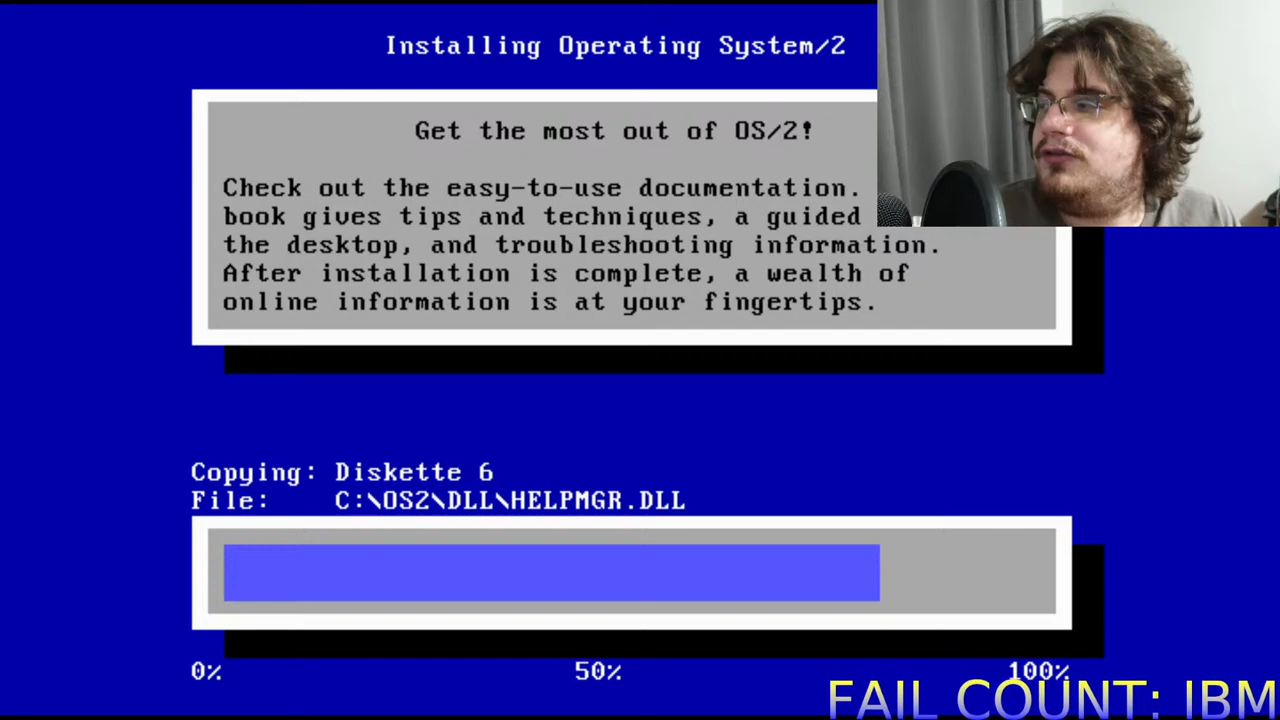 Installing Operating System/2
Get the most out of OS/2!
Check out the easy-to-use documentation.
book gives tips and techniques, a guided
the desktop, and troubleshooting information.
After installation is complete, a wealth of
online information is at your fingertips.
Copying: Diskette 6
File: C:\OS2\DLL\HELPMGR.DLL
0% 50% 100%
FAIL COUNT: IBM